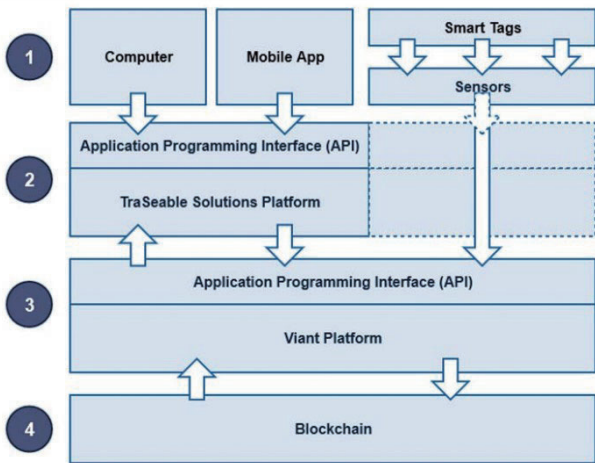 1
Computer
Mobile App
Smart Tags
Sensors
2
Application Programming Interface (API)
TraSeable Solutions Platform
3
Application Programming Interface (API)
Viant Platform
4
Blockchain